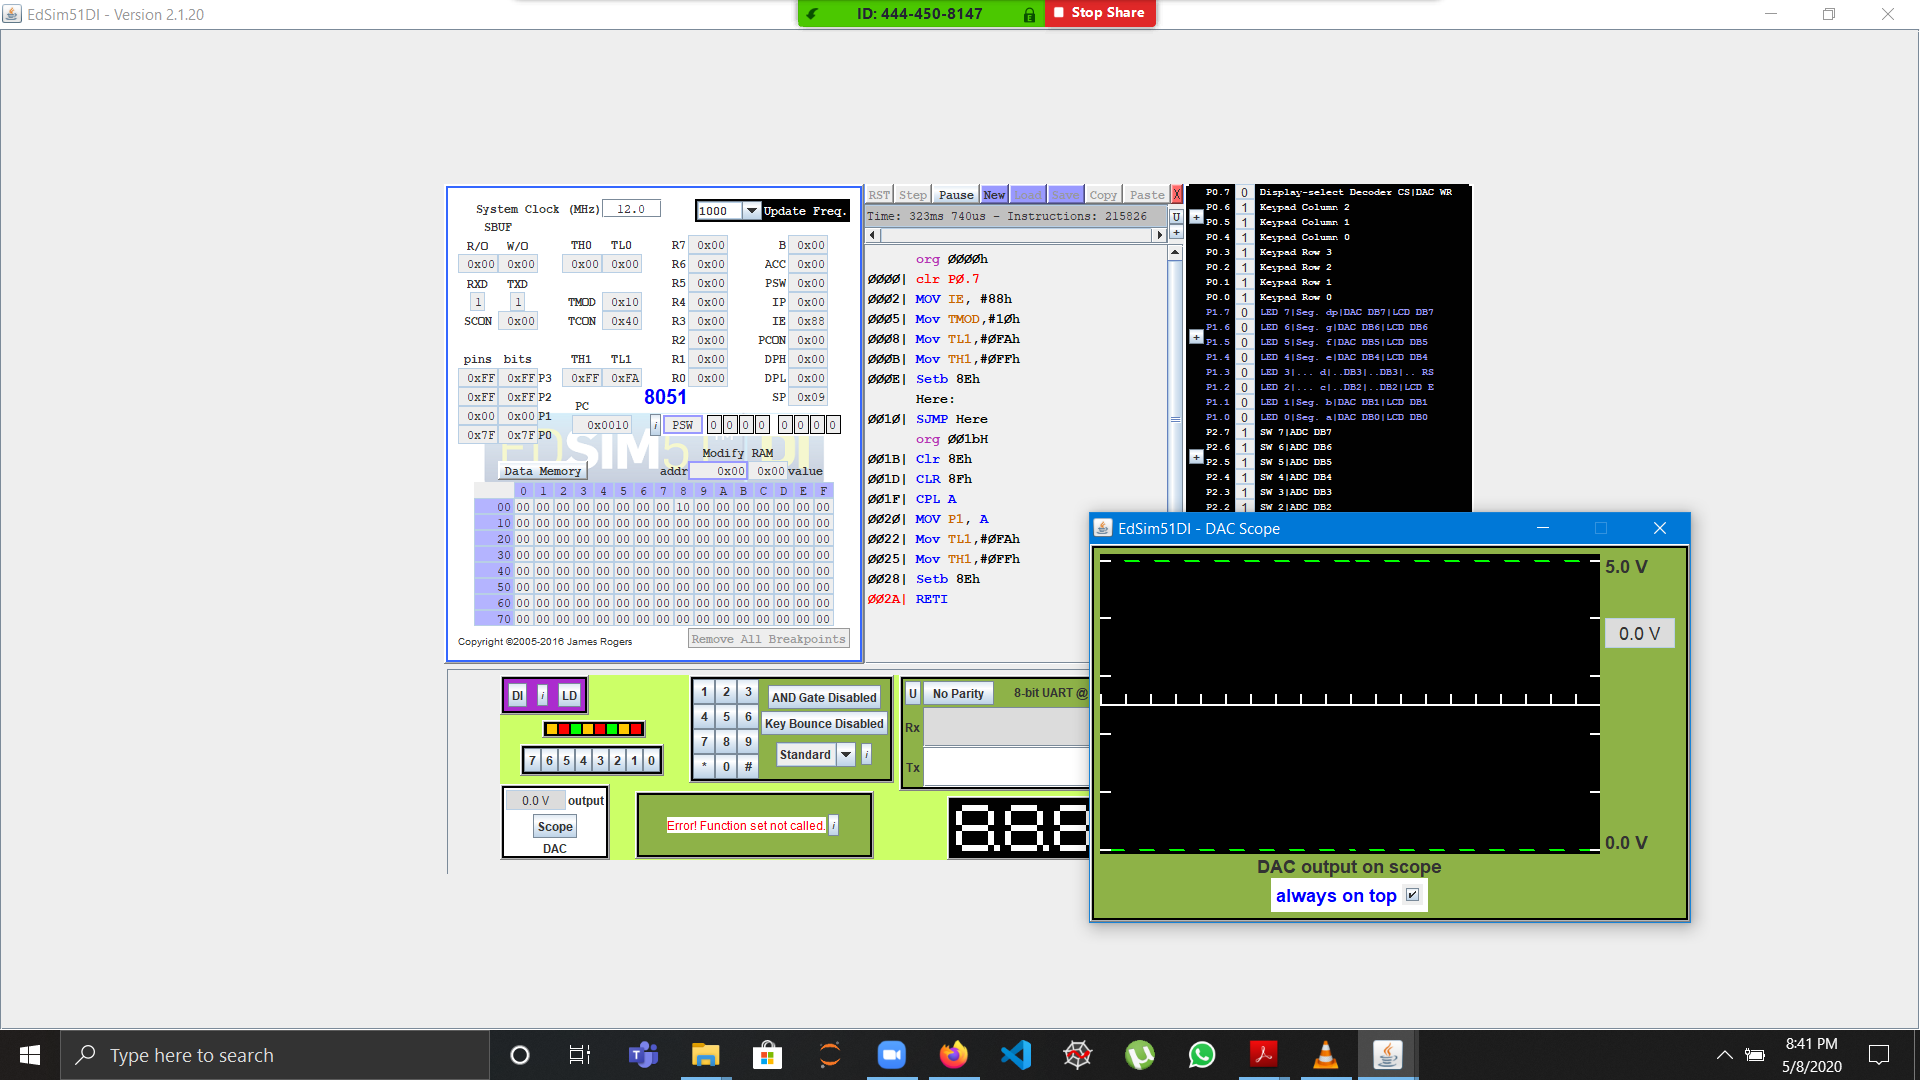 EdSim51DI - Version 2.1.20
ID: 444-450-8147
Stop Share
System Clock (MHz) 12.0
1000 Update Freq.
SBUF
R/O W/O TH0 TL0 R7 0x00 B 0x00
0x00 0x00 0x00 0x00 R6 0x00 ACC 0x00
RXD TXD R5 0x00 PSW 0x00
1 1 TMOD 0x10 R4 0x00 IP 0x00
SCON 0x00 TCON 0x40 R3 0x00 IE 0x88
R2 0x00 PCON 0x00
pins bits TH1 TL1 R1 0x00 DPH 0x00
0xFF 0xFF P3 0xFF 0xFA R0 0x00 DPL 0x00
0xFF 0xFF P2 8051 SP 0x09
0x00 0x00 P1 PC 0x0010 i PSW 0 0 0 0 0 0 0 0
0x7F 0x7F P0
EDSIM51 DI
Modify RAM
Data Memory addr 0x00 0x00 value
0 1 2 3 4 5 6 7 8 9 A B C D E F
00 00 00 00 00 00 00 00 00 10 00 00 00 00 00 00 00
10 00 00 00 00 00 00 00 00 00 00 00 00 00 00 00 00
20 00 00 00 00 00 00 00 00 00 00 00 00 00 00 00 00
30 00 00 00 00 00 00 00 00 00 00 00 00 00 00 00 00
40 00 00 00 00 00 00 00 00 00 00 00 00 00 00 00 00
50 00 00 00 00 00 00 00 00 00 00 00 00 00 00 00 00
60 00 00 00 00 00 00 00 00 00 00 00 00 00 00 00 00
70 00 00 00 00 00 00 00 00 00 00 00 00 00 00 00 00
Copyright ©2005-2016 James Rogers
Remove All Breakpoints
RST Step Pause New Load Save Copy Paste X
Time: 323ms 740us - Instructions: 215826
U
+
org 0000h
0000| clr P0.7
0002| MOV IE, #88h
0005| Mov TMOD,#10h
0008| Mov TL1,#0FAh
000B| Mov TH1,#0FFh
000E| Setb 8Eh
Here:
0010| SJMP Here
org 001bH
001B| Clr 8Eh
001D| CLR 8Fh
001F| CPL A
0020| MOV P1, A
0022| Mov TL1,#0FAh
0025| Mov TH1,#0FFh
0028| Setb 8Eh
002A| RETI
P0.7 0 Display-select Decoder CS|DAC WR
P0.6 1 Keypad Column 2
P0.5 1 Keypad Column 1
P0.4 1 Keypad Column 0
P0.3 1 Keypad Row 3
P0.2 1 Keypad Row 2
P0.1 1 Keypad Row 1
P0.0 1 Keypad Row 0
P1.7 0 LED 7|Seg. dp|DAC DB7|LCD DB7
P1.6 0 LED 6|Seg. g|DAC DB6|LCD DB6
P1.5 0 LED 5|Seg. f|DAC DB5|LCD DB5
P1.4 0 LED 4|Seg. e|DAC DB4|LCD DB4
P1.3 0 LED 3|... d|..DB3|..DB3|.. RS
P1.2 0 LED 2|... c|..DB2|..DB2|LCD E
P1.1 0 LED 1|Seg. b|DAC DB1|LCD DB1
P1.0 0 LED 0|Seg. a|DAC DB0|LCD DB0
P2.7 1 SW 7|ADC DB7
P2.6 1 SW 6|ADC DB6
P2.5 1 SW 5|ADC DB5
P2.4 1 SW 4|ADC DB4
P2.3 1 SW 3|ADC DB3
P2.2 1 SW 2|ADC DB2
EdSim51DI - DAC Scope
5.0 V
0.0 V
0.0 V
DAC output on scope
always on top
DI i LD
7 6 5 4 3 2 1 0
0.0 V output
Scope
DAC
1 2 3
4 5 6
7 8 9
* 0 #
AND Gate Disabled
Key Bounce Disabled
Standard i
Error! Function set not called. i
U No Parity 8-bit UART @
Rx
Tx
8.8.8
Type here to search
8:41 PM
5/8/2020